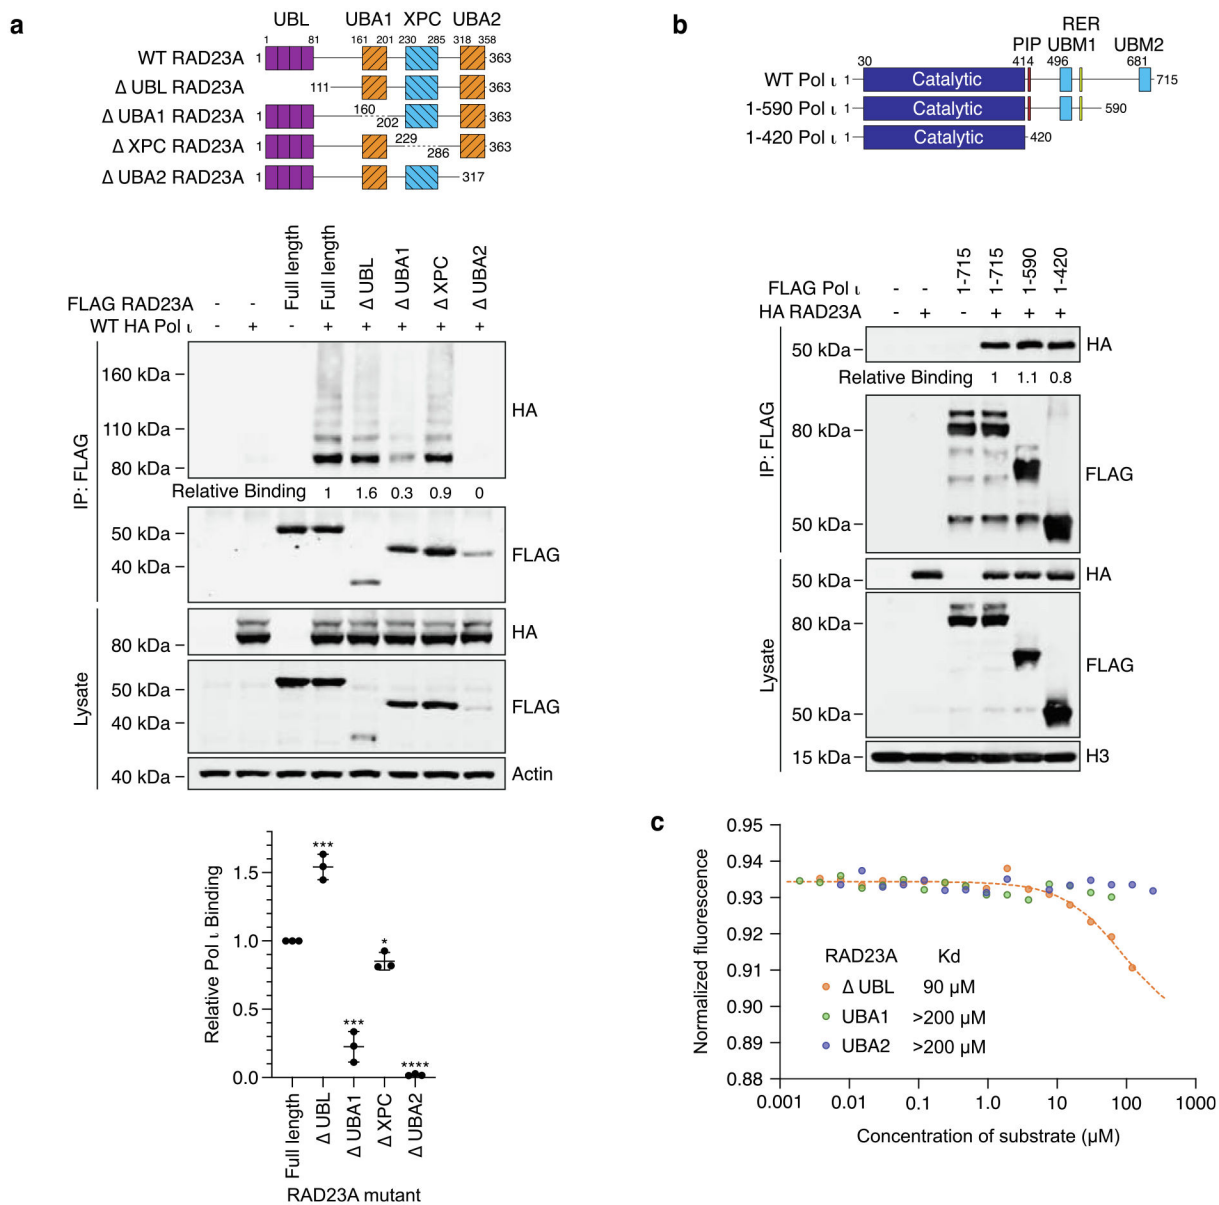 a
UBL UBA1 XPC UBA2
1 81 161 201 230 285 318 358
WT RAD23A 1 363
Δ UBL RAD23A 111 363
Δ UBA1 RAD23A 1 160 202 363
Δ XPC RAD23A 1 229 286 363
Δ UBA2 RAD23A 1 317
Full length
Full length
Δ UBL
Δ UBA1
Δ XPC
Δ UBA2
FLAG RAD23A - -
WT HA Pol ι - + - + + + + +
IP: FLAG
160 kDa
110 kDa
80 kDa
HA
Relative Binding 1 1.6 0.3 0.9 0
50 kDa
40 kDa
FLAG
Lysate
80 kDa
HA
50 kDa
40 kDa
FLAG
40 kDa
Actin
Relative Pol ι Binding
1.5
1.0
0.5
0.0
***
***
*
****
Full length
Δ UBL
Δ UBA1
Δ XPC
Δ UBA2
RAD23A mutant
b
RER
PIP UBM1 UBM2
30 414 496 681
WT Pol ι 1 Catalytic 715
1-590 Pol ι 1 Catalytic 590
1-420 Pol ι 1 Catalytic 420
1-715
1-715
1-590
1-420
FLAG Pol ι - -
HA RAD23A - + - + + +
IP: FLAG
50 kDa
HA
Relative Binding 1 1.1 0.8
80 kDa
50 kDa
FLAG
Lysate
50 kDa
HA
80 kDa
50 kDa
FLAG
15 kDa
H3
c
Normalized fluorescence
0.95
0.94
0.93
0.92
0.91
0.90
0.89
0.88
RAD23A Kd
Δ UBL 90 µM
UBA1 >200 µM
UBA2 >200 µM
0.001 0.01 0.1 1.0 10 100 1000
Concentration of substrate (µM)